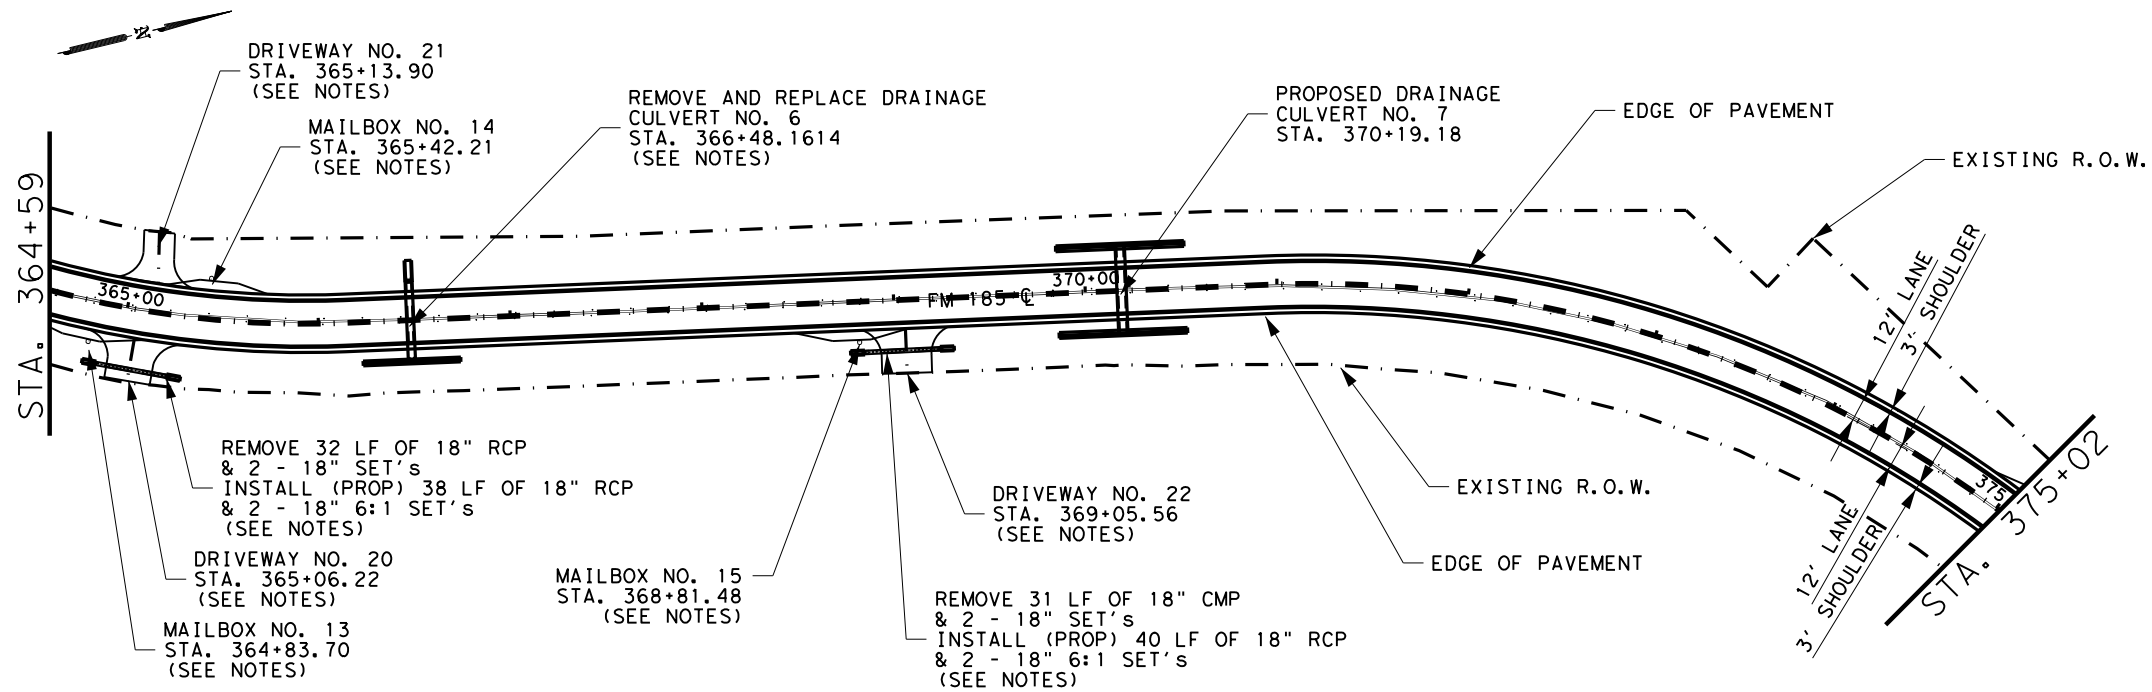 N
DRIVEWAY NO. 21
STA. 365+13.90
(SEE NOTES)
MAILBOX NO. 14
STA. 365+42.21
(SEE NOTES)
REMOVE AND REPLACE DRAINAGE
CULVERT NO. 6
STA. 366+48.1614
(SEE NOTES)
PROPOSED DRAINAGE
CULVERT NO. 7
STA. 370+19.18
EDGE OF PAVEMENT
EXISTING R.O.W.
STA. 364+59
365+00
FM 185 ℄
370+00
12' LANE
3' SHOULDER
375
STA. 375+02
12' LANE
3' SHOULDER
REMOVE 32 LF OF 18" RCP
& 2 - 18" SET's
INSTALL (PROP) 38 LF OF 18" RCP
& 2 - 18" 6:1 SET's
(SEE NOTES)
DRIVEWAY NO. 20
STA. 365+06.22
(SEE NOTES)
MAILBOX NO. 13
STA. 364+83.70
(SEE NOTES)
MAILBOX NO. 15
STA. 368+81.48
(SEE NOTES)
DRIVEWAY NO. 22
STA. 369+05.56
(SEE NOTES)
REMOVE 31 LF OF 18" CMP
& 2 - 18" SET's
INSTALL (PROP) 40 LF OF 18" RCP
& 2 - 18" 6:1 SET's
(SEE NOTES)
EXISTING R.O.W.
EDGE OF PAVEMENT